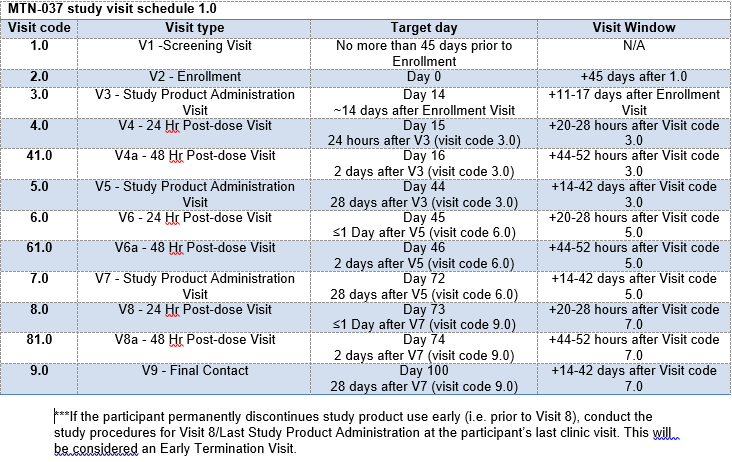 MTN-037 study visit schedule 1.0
Visit code Visit type Target day Visit Window
1.0 V1 -Screening Visit No more than 45 days prior to N/A
Enrollment
2.0 V2 - Enrollment Day 0 +45 days after 1.0
3.0 V3 - Study Product Administration Day 14 +11-17 days after Enrollment
Visit ~14 days after Enrollment Visit Visit
4.0 V4 - 24 Hr Post-dose Visit Day 15 +20-28 hours after Visit code
24 hours after V3 (visit code 3.0) 3.0
41.0 V4a - 48 Hr Post-dose Visit Day 16 +44-52 hours after Visit code
2 days after V3 (visit code 3.0) 3.0
5.0 V5 - Study Product Administration Day 44 +14-42 days after Visit code
Visit 28 days after V3 (visit code 3.0) 3.0
6.0 V6 - 24 Hr Post-dose Visit Day 45 +20-28 hours after Visit code
≤1 Day after V5 (visit code 6.0) 5.0
61.0 V6a - 48 Hr Post-dose Visit Day 46 +44-52 hours after Visit code
2 days after V5 (visit code 6.0) 5.0
7.0 V7 - Study Product Administration Day 72 +14-42 days after Visit code
Visit 28 days after V5 (visit code 6.0) 5.0
8.0 V8 - 24 Hr Post-dose Visit Day 73 +20-28 hours after Visit code
≤1 Day after V7 (visit code 9.0) 7.0
81.0 V8a - 48 Hr Post-dose Visit Day 74 +44-52 hours after Visit code
2 days after V7 (visit code 9.0) 7.0
9.0 V9 - Final Contact Day 100 +14-42 days after Visit code
28 days after V7 (visit code 9.0) 7.0
***If the participant permanently discontinues study product use early (i.e. prior to Visit 8), conduct the
study procedures for Visit 8/Last Study Product Administration at the participant's last clinic visit. This will
be considered an Early Termination Visit.